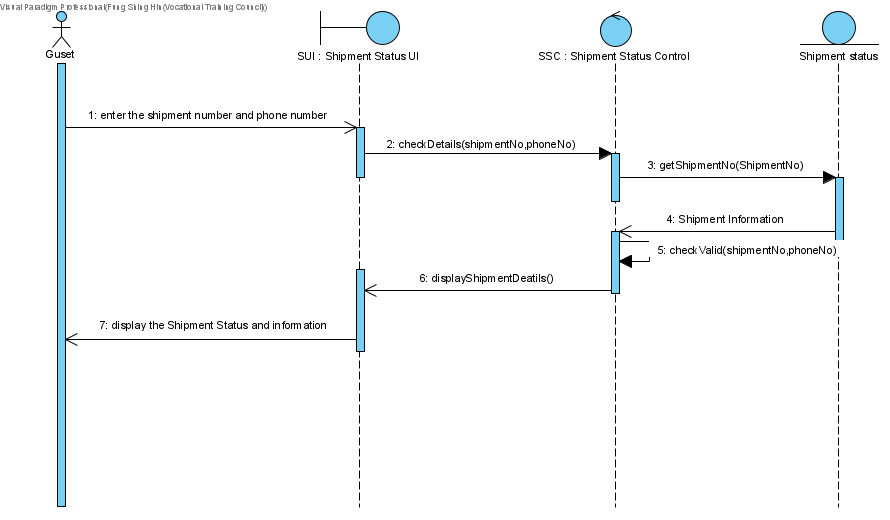 Visual Paradigm Professional(Fung Shing Hin(Vocational Training Council))
Guset
SUI : Shipment Status UI
SSC : Shipment Status Control
Shipment status
1: enter the shipment number and phone number
2: checkDetails(shipmentNo,phoneNo)
3: getShipmentNo(ShipmentNo)
4: Shipment Information
5: checkValid(shipmentNo,phoneNo)
6: displayShipmentDeatils()
7: display the Shipment Status and information